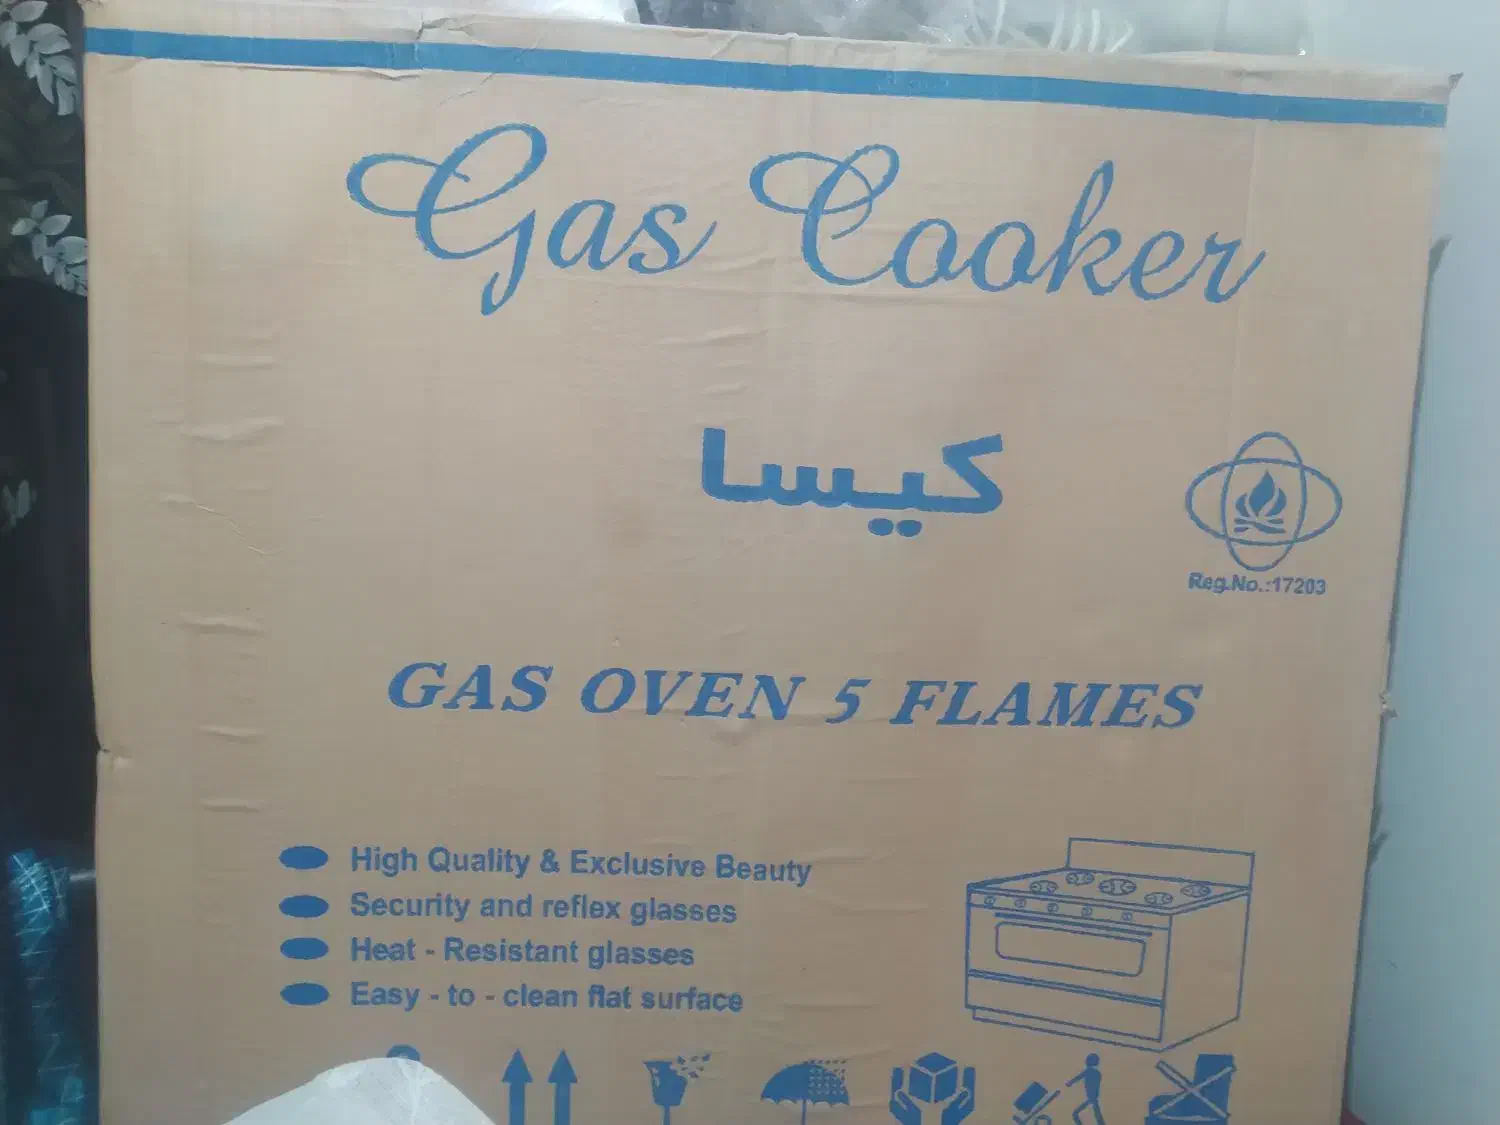 Gas Cooker
كيسا
Reg.No.:17203
GAS OVEN 5 FLAMES
High Quality & Exclusive Beauty
Security and reflex glasses
Heat - Resistant glasses
Easy - to - clean flat surface